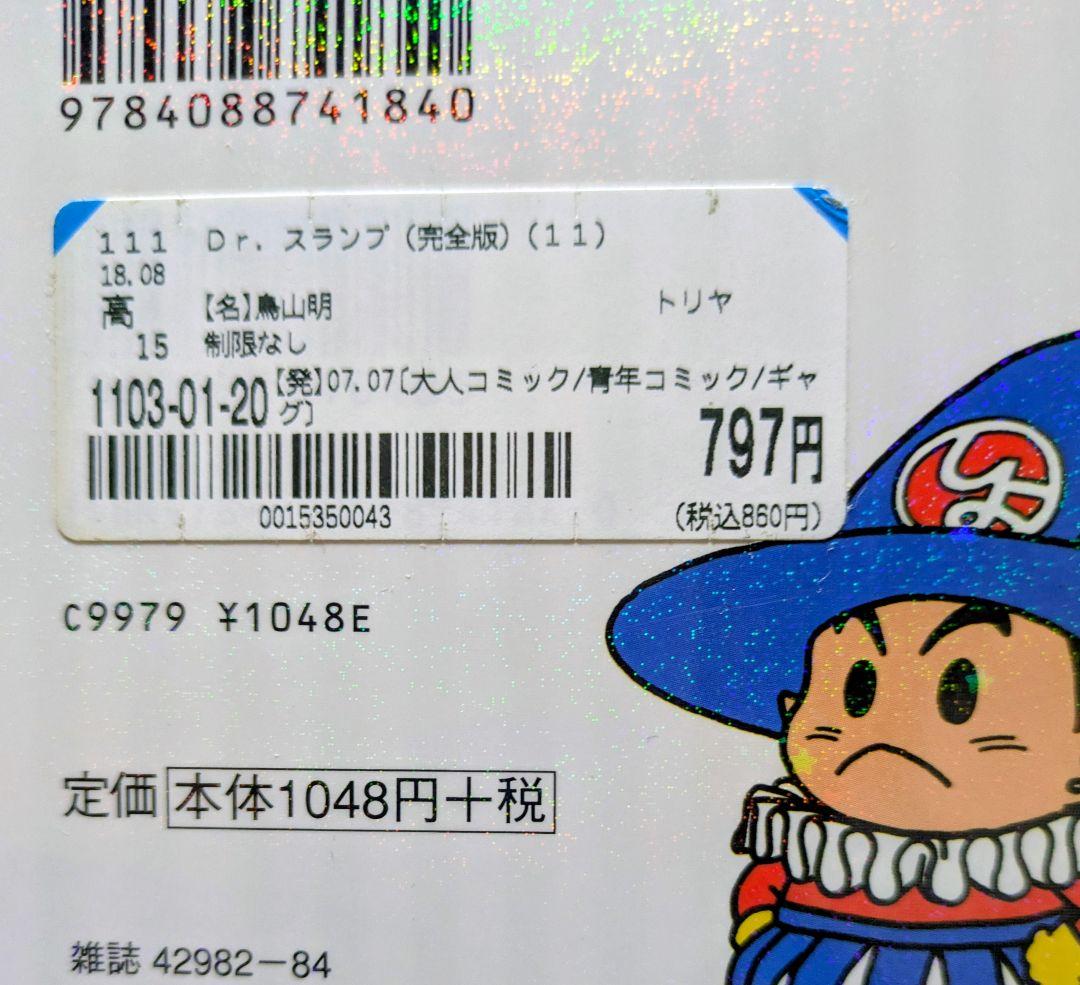 9784088741840
111 Dr.スランプ(完全版)(11)
18.08
高 【名】鳥山明 トリヤ
15 制限なし
1103-01-20 【発】07.07〔大人コミック/青年コミック/ギャ
グ〕
797円
0015350043 (税込860円)
C9979 ¥1048E
定価 本体1048円+税
雑誌 42982-84